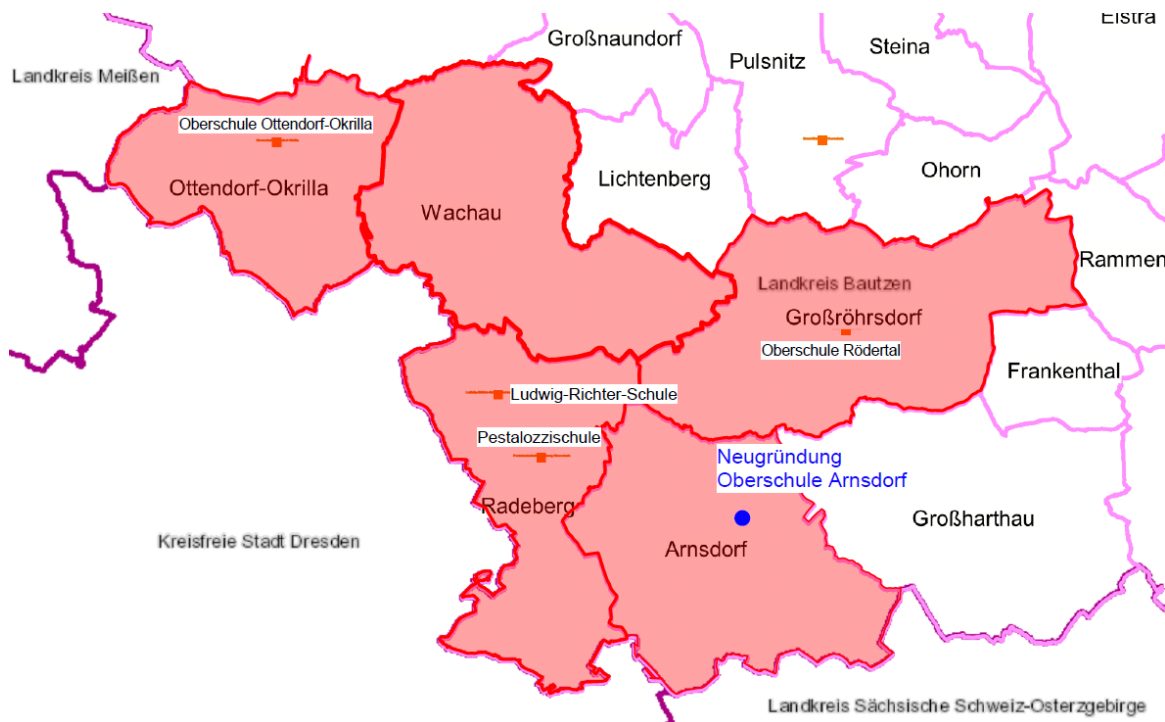 Elstra
Großnaundorf
Steina
Pulsnitz
Landkreis Meißen
Oberschule Ottendorf-Okrilla
Ohorn
Lichtenberg
Ottendorf-Okrilla
Wachau
Rammen
Landkreis Bautzen
Großröhrsdorf
Oberschule Rödertal
Frankenthal
Ludwig-Richter-Schule
Pestalozzischule
Neugründung
Oberschule Arnsdorf
Radeberg
Großharthau
Kreisfreie Stadt Dresden
Arnsdorf
Landkreis Sächsische Schweiz-Osterzgebirge